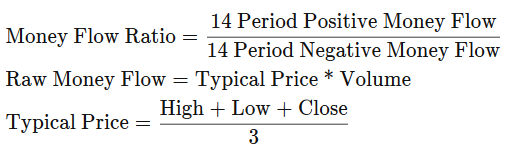 Money Flow Ratio = 14 Period Positive Money Flow / 14 Period Negative Money Flow
Raw Money Flow = Typical Price * Volume
Typical Price = High + Low + Close / 3